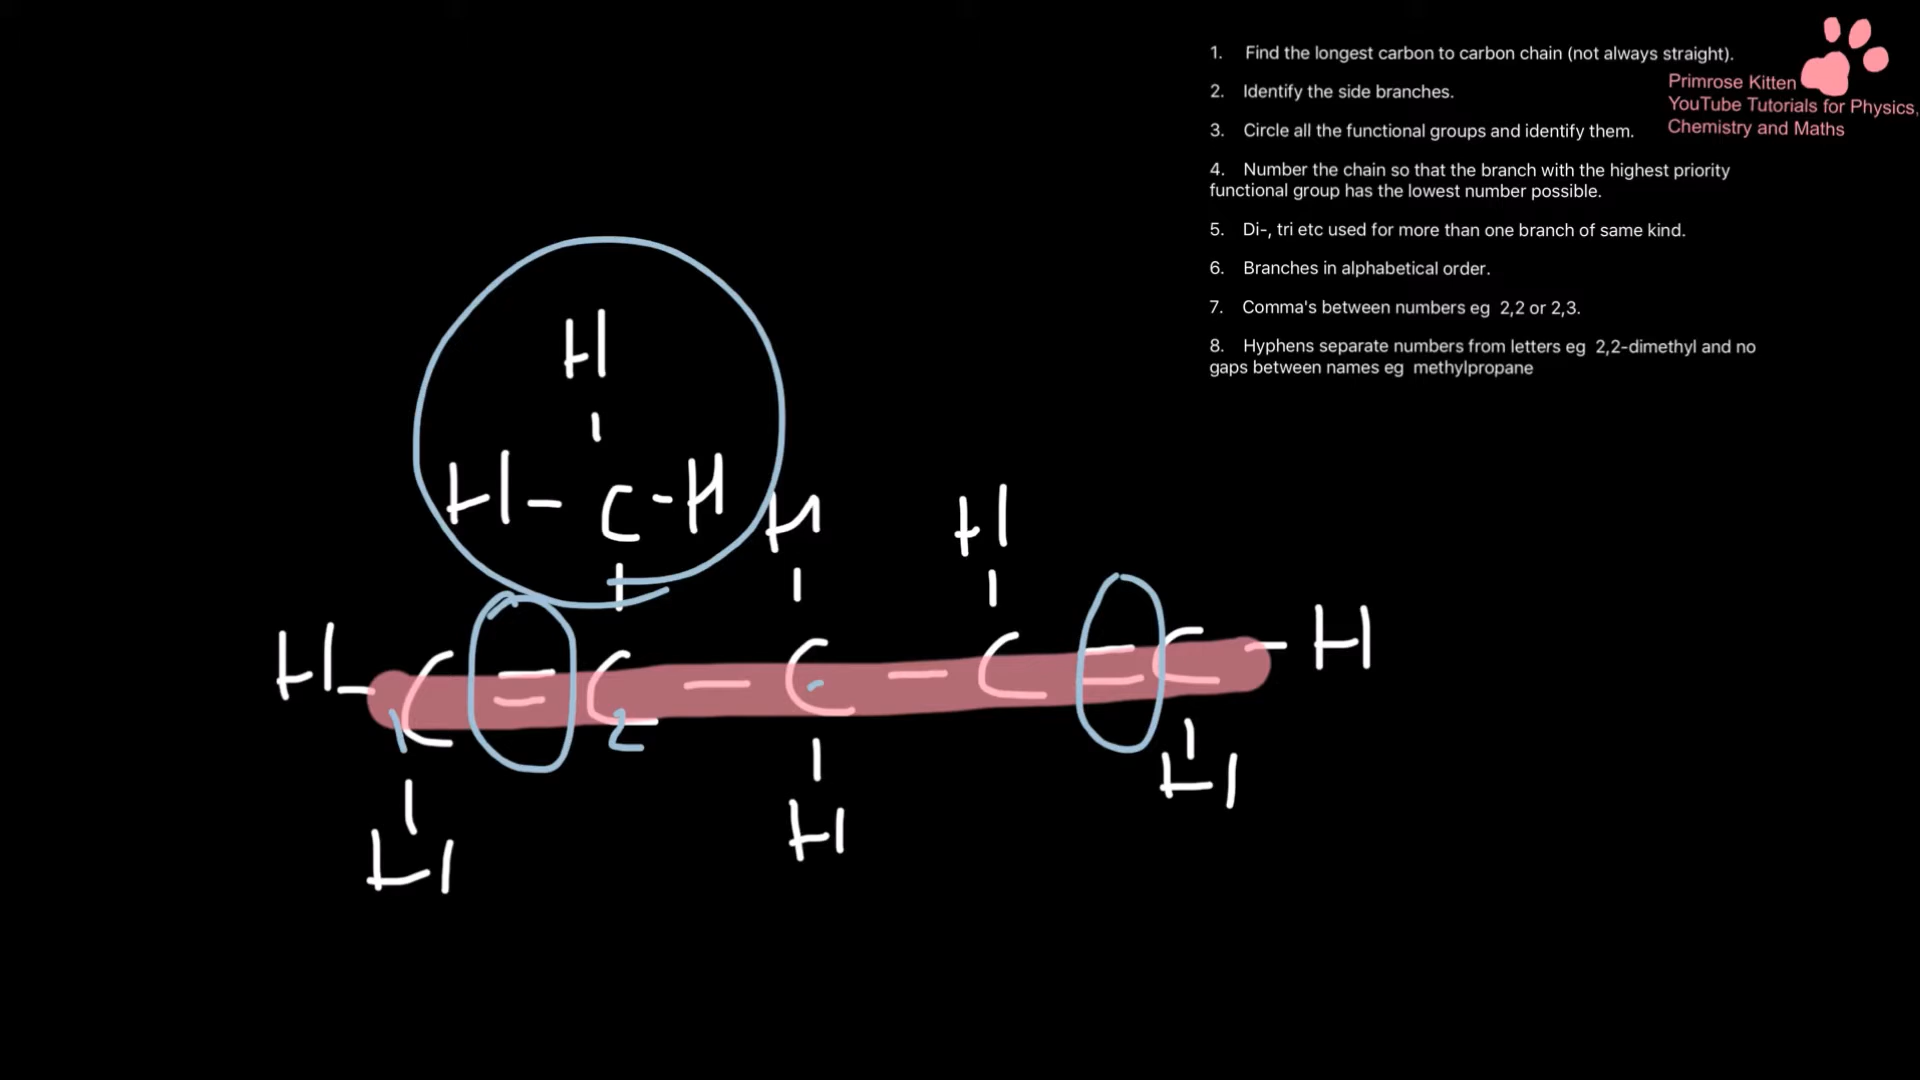 1. Find the longest carbon to carbon chain (not always straight).
Primrose Kitten
2. Identify the side branches.
YouTube Tutorials for Physics,
Chemistry and Maths
3. Circle all the functional groups and identify them.
4. Number the chain so that the branch with the highest priority
functional group has the lowest number possible.
5. Di-, tri etc used for more than one branch of same kind.
6. Branches in alphabetical order.
7. Comma's between numbers eg 2,2 or 2,3.
8. Hyphens separate numbers from letters eg 2,2-dimethyl and no
gaps between names eg methylpropane
H
H - C - H H H
H - C = C - C - C = C - H
1 2
H H H